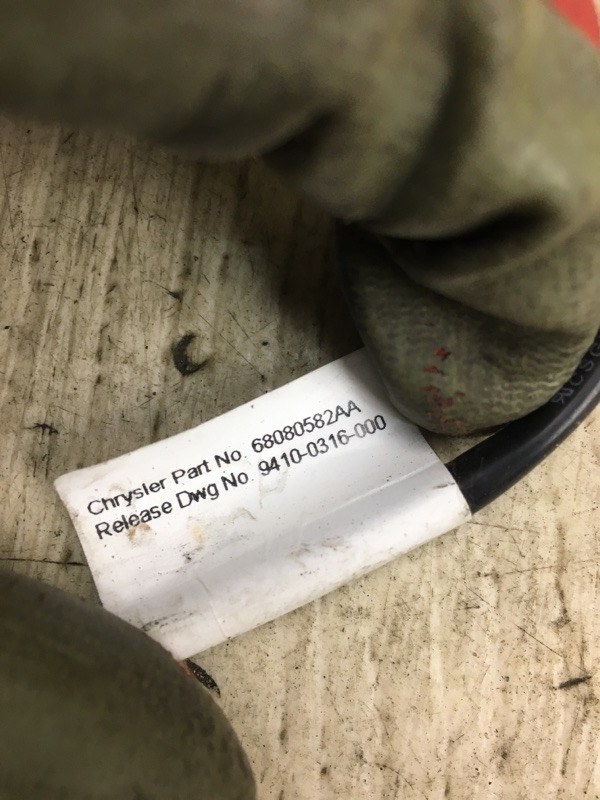 Chrysler Part No. 68080582AA
Release Dwg No. 9410-0316-000